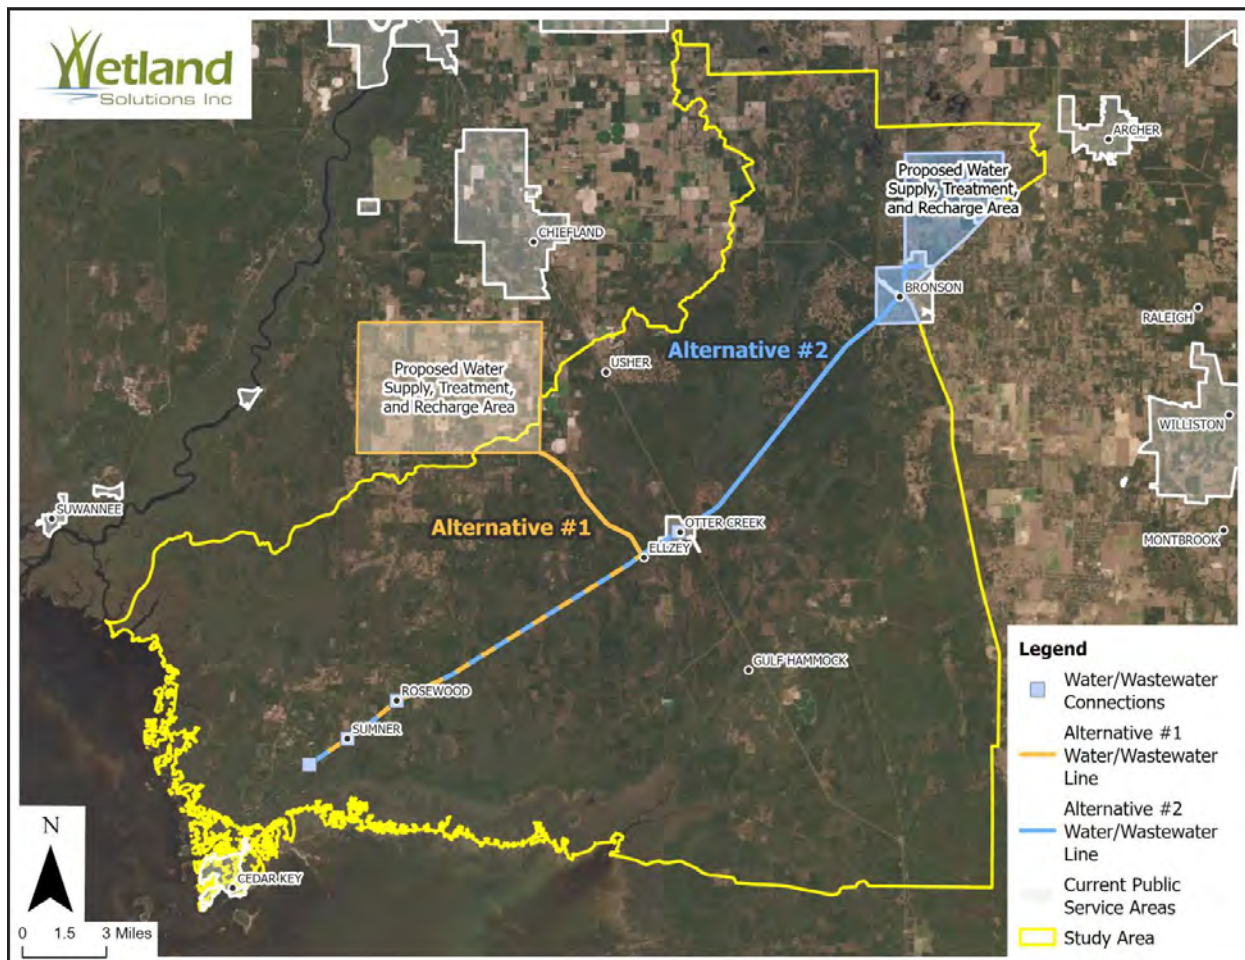 Wetland
Solutions Inc
ARCHER
Proposed Water
Supply, Treatment,
and Recharge Area
CHIEFLAND
BRONSON
RALEIGH
Alternative #2
USHER
Proposed Water
Supply, Treatment,
and Recharge Area
WILLISTON
SUWANNEE
Alternative #1
OTTER CREEK
MONTBROOK
ELLZEY
GULF HAMMOCK
ROSEWOOD
SUMNER
CEDAR KEY
N
0 1.5 3 Miles
Legend
Water/Wastewater
Connections
Alternative #1
Water/Wastewater
Line
Alternative #2
Water/Wastewater
Line
Current Public
Service Areas
Study Area